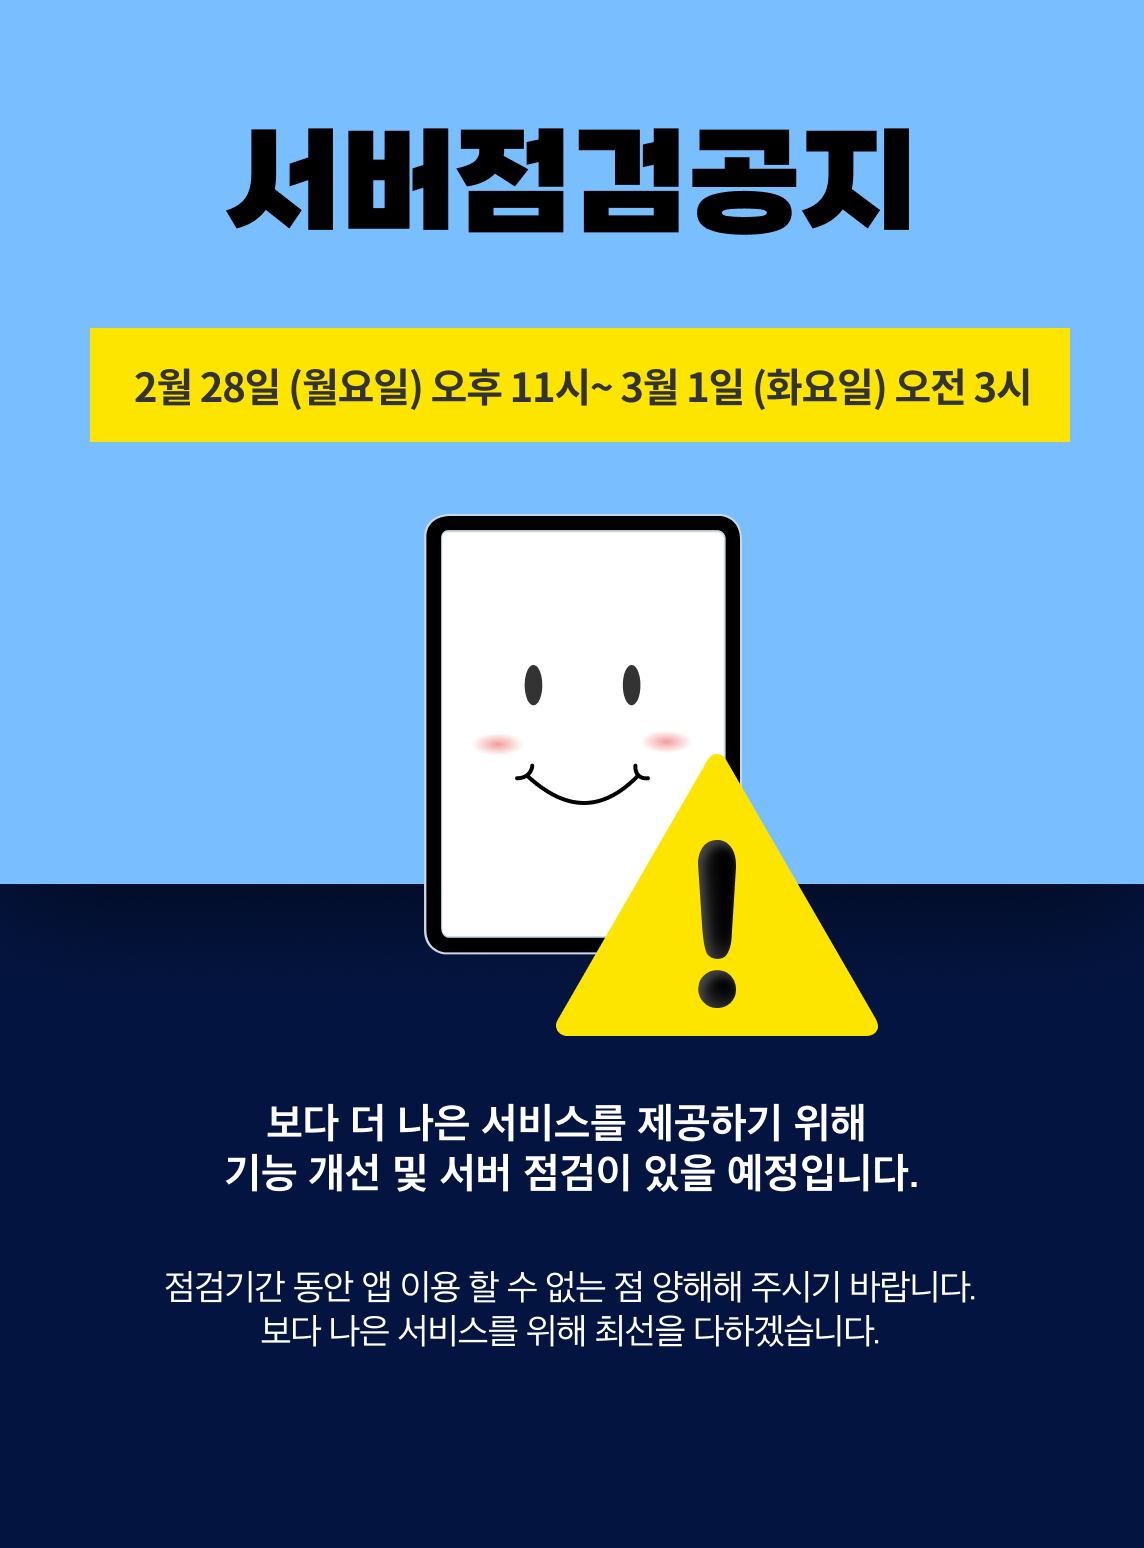 서버점검공지
2월 28일 (월요일) 오후 11시~ 3월 1일 (화요일) 오전 3시
보다 더 나은 서비스를 제공하기 위해
기능 개선 및 서버 점검이 있을 예정입니다.
점검기간 동안 앱 이용 할 수 없는 점 양해해 주시기 바랍니다.
보다 나은 서비스를 위해 최선을 다하겠습니다.